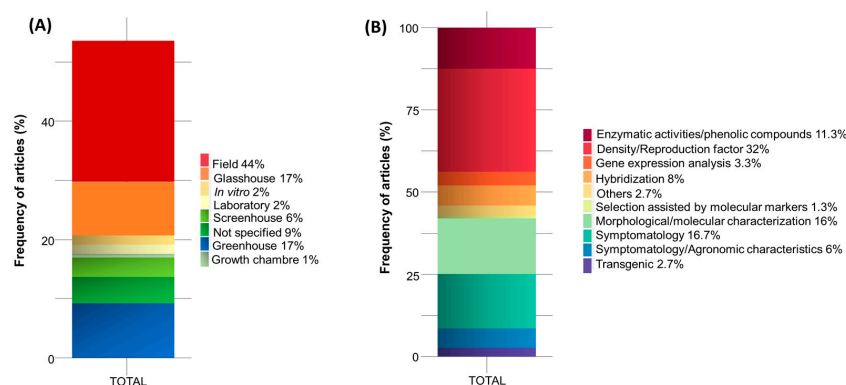 (A)
Frequency of articles (%)
40
20
0
TOTAL
Field 44%
Glasshouse 17%
In vitro 2%
Laboratory 2%
Screenhouse 6%
Not specified 9%
Greenhouse 17%
Growth chambre 1%
(B)
Frequency of articles (%)
100
75
50
25
0
TOTAL
Enzymatic activities/phenolic compounds 11.3%
Density/Reproduction factor 32%
Gene expression analysis 3.3%
Hybridization 8%
Others 2.7%
Selection assisted by molecular markers 1.3%
Morphological/molecular characterization 16%
Symptomatology 16.7%
Symptomatology/Agronomic characteristics 6%
Transgenic 2.7%